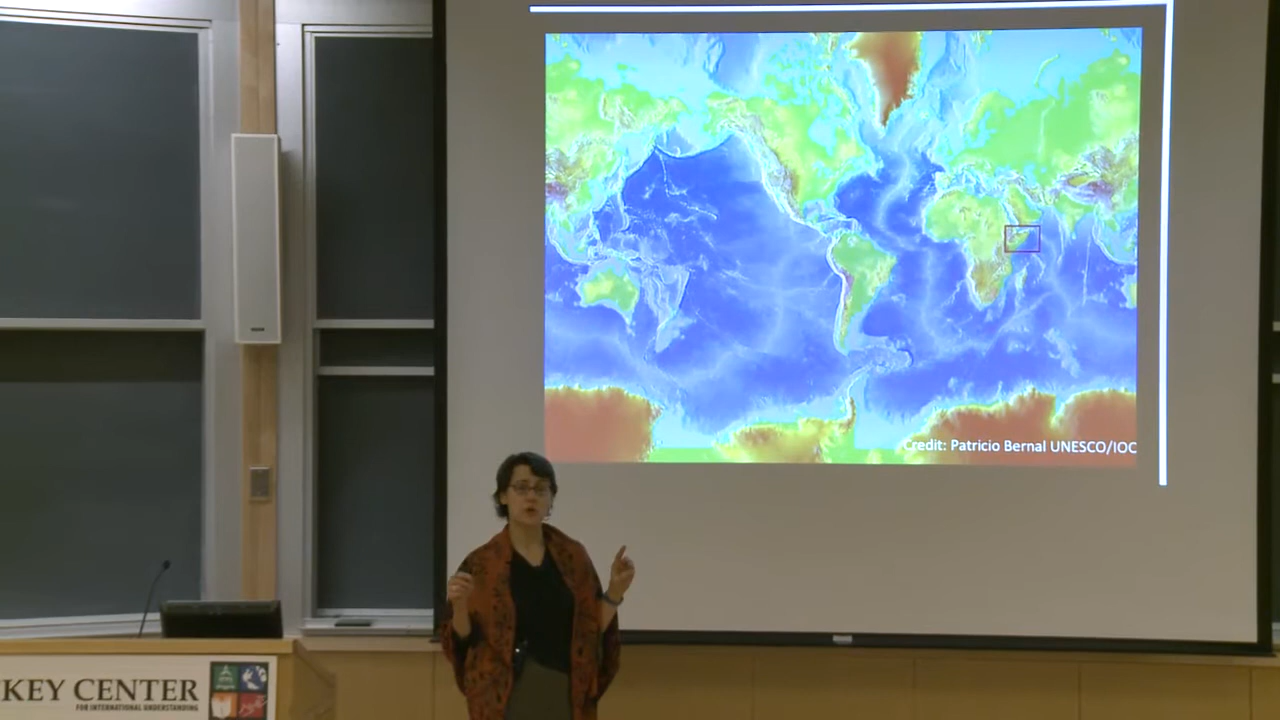 Credit: Patricio Bernal UNESCO/IOC
KEY CENTER
FOR INTERNATIONAL UNDERSTANDING